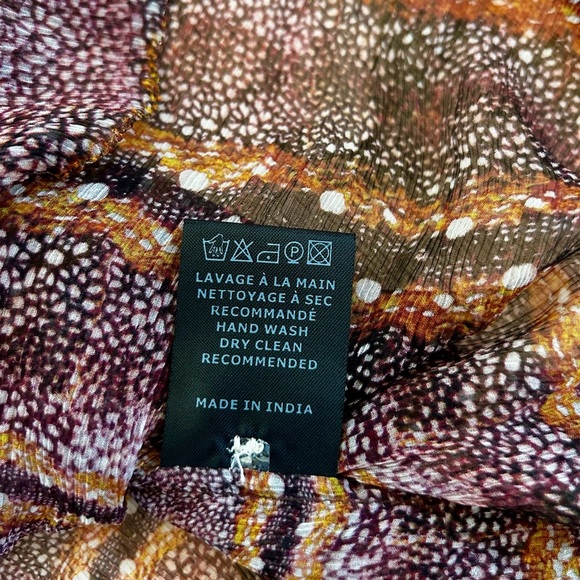 LAVAGE À LA MAIN
NETTOYAGE À SEC
RECOMMANDÉ
HAND WASH
DRY CLEAN
RECOMMENDED
MADE IN INDIA